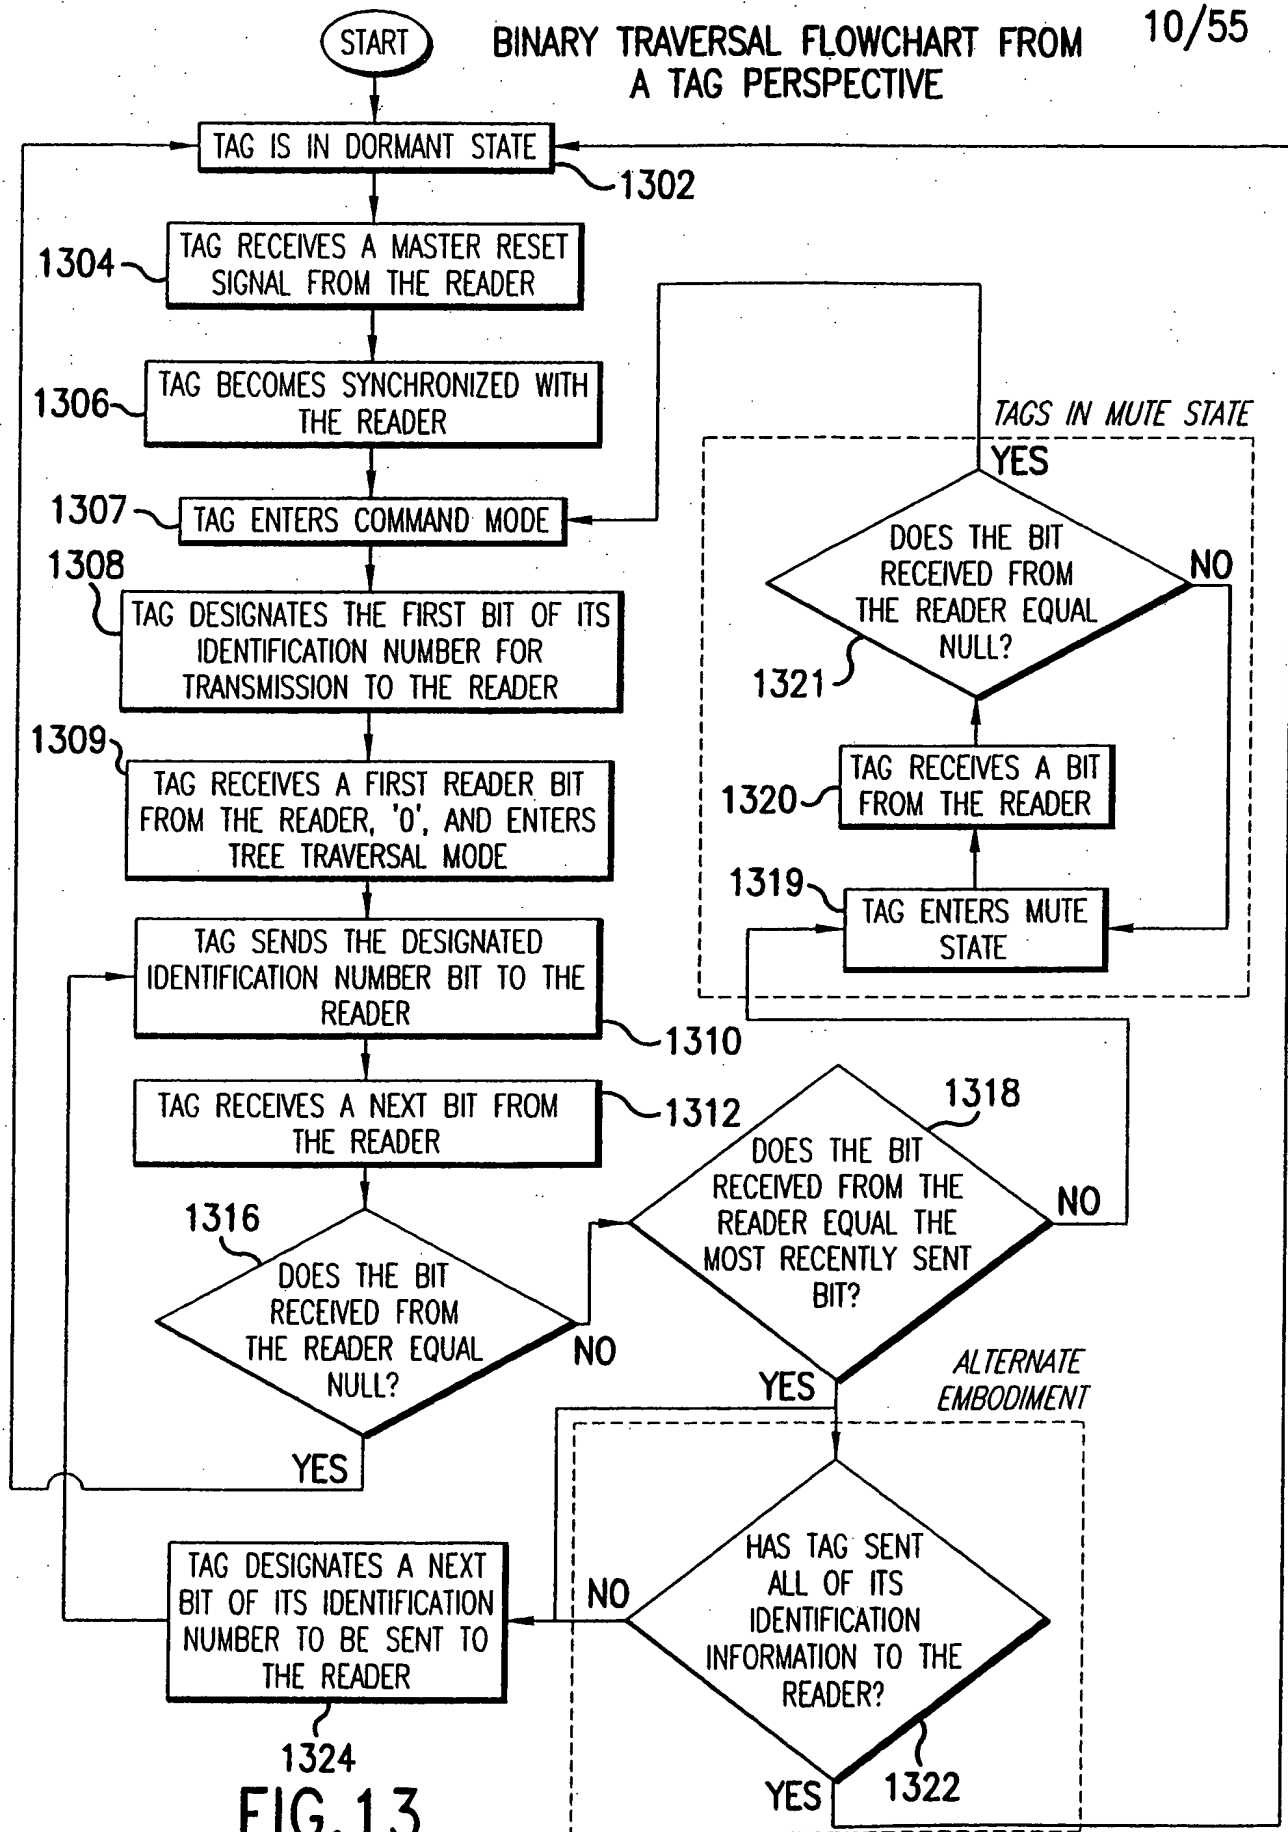 START
BINARY TRAVERSAL FLOWCHART FROM
A TAG PERSPECTIVE
10/55
TAG IS IN DORMANT STATE
1302
1304
TAG RECEIVES A MASTER RESET
SIGNAL FROM THE READER
1306
TAG BECOMES SYNCHRONIZED WITH
THE READER
1307
TAG ENTERS COMMAND MODE
1308
TAG DESIGNATES THE FIRST BIT OF ITS
IDENTIFICATION NUMBER FOR
TRANSMISSION TO THE READER
1309
TAG RECEIVES A FIRST READER BIT
FROM THE READER, '0', AND ENTERS
TREE TRAVERSAL MODE
TAG SENDS THE DESIGNATED
IDENTIFICATION NUMBER BIT TO THE
READER
1310
TAG RECEIVES A NEXT BIT FROM
THE READER
1312
1316
DOES THE BIT
RECEIVED FROM
THE READER EQUAL
NULL?
NO
YES
1318
DOES THE BIT
RECEIVED FROM THE
READER EQUAL THE
MOST RECENTLY SENT
BIT?
NO
YES
TAGS IN MUTE STATE
YES
DOES THE BIT
RECEIVED FROM
THE READER EQUAL
NULL?
NO
1321
TAG RECEIVES A BIT
FROM THE READER
1320
1319
TAG ENTERS MUTE
STATE
ALTERNATE
EMBODIMENT
HAS TAG SENT
ALL OF ITS
IDENTIFICATION
INFORMATION TO THE
READER?
NO
YES
1322
TAG DESIGNATES A NEXT
BIT OF ITS IDENTIFICATION
NUMBER TO BE SENT TO
THE READER
1324
FIG.13